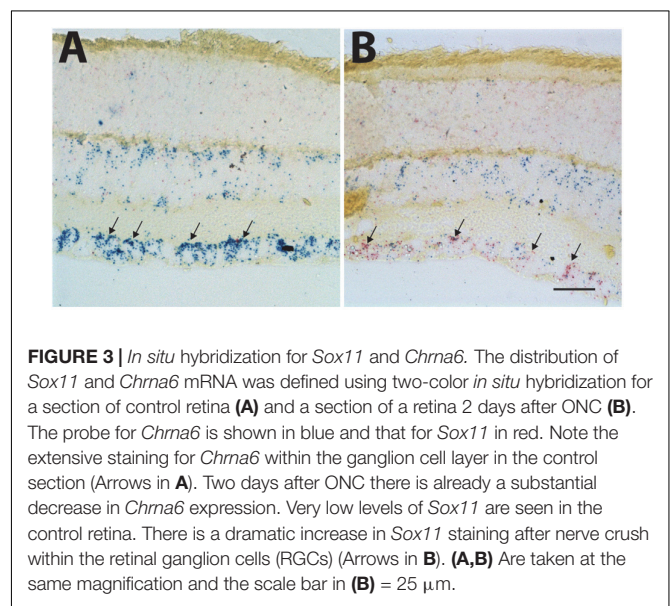 A
B
FIGURE 3 | In situ hybridization for Sox11 and Chrna6. The distribution of
Sox11 and Chrna6 mRNA was defined using two-color in situ hybridization for
a section of control retina (A) and a section of a retina 2 days after ONC (B).
The probe for Chrna6 is shown in blue and that for Sox11 in red. Note the
extensive staining for Chrna6 within the ganglion cell layer in the control
section (Arrows in A). Two days after ONC there is already a substantial
decrease in Chrna6 expression. Very low levels of Sox11 are seen in the
control retina. There is a dramatic increase in Sox11 staining after nerve crush
within the retinal ganglion cells (RGCs) (Arrows in B). (A,B) Are taken at the
same magnification and the scale bar in (B) = 25 μm.